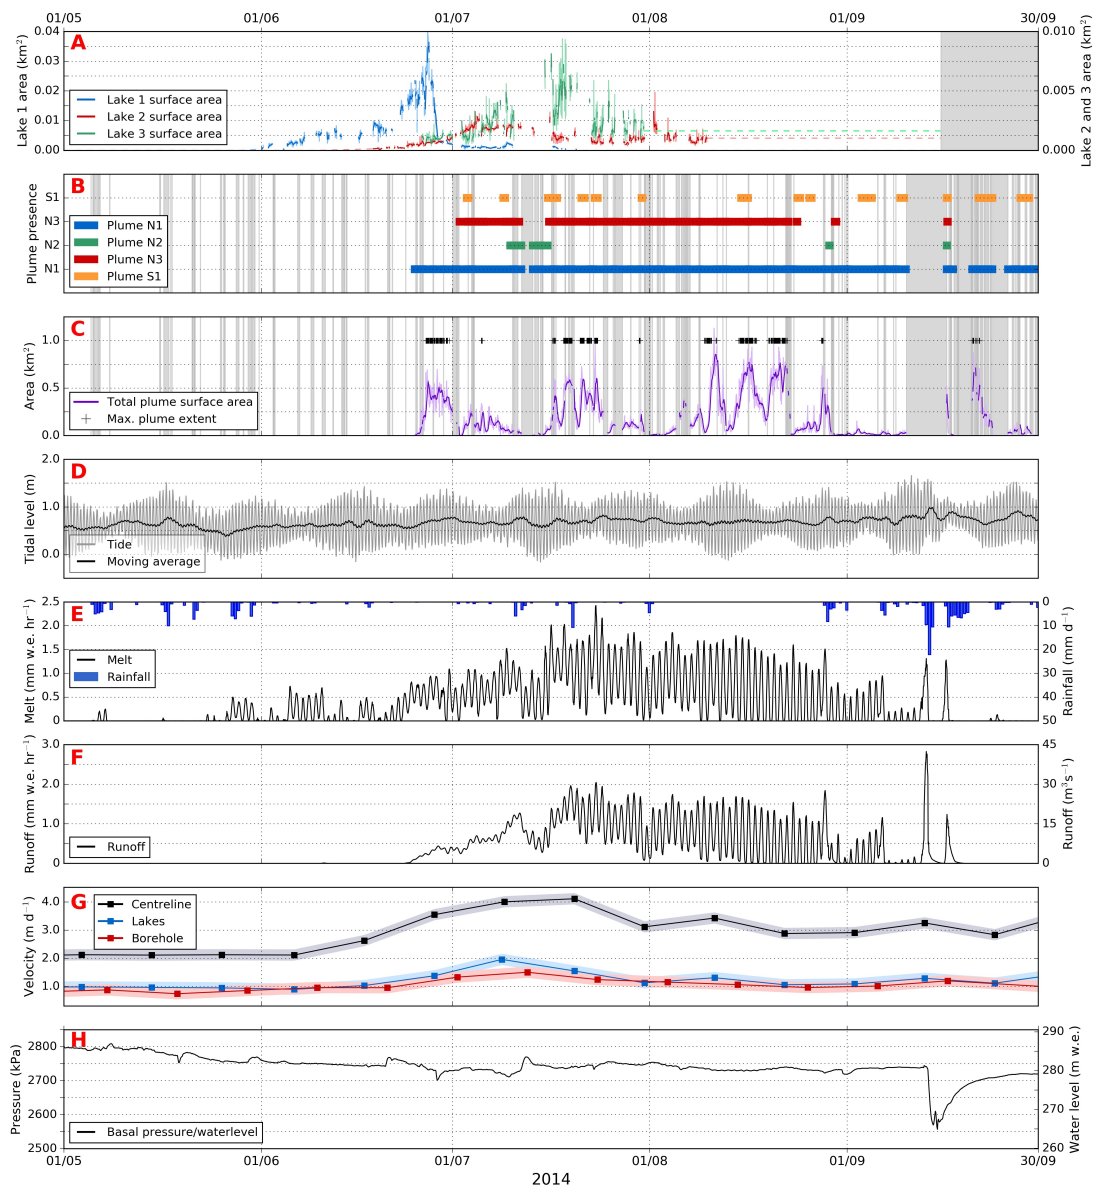 01/05 01/06 01/07 01/08 01/09 30/09
A
Lake 1 area (km²)
0.04
0.03
0.02
0.01
0.00
Lake 1 surface area
Lake 2 surface area
Lake 3 surface area
0.010
0.005
0.000
Lake 2 and 3 area (km²)
B
Plume presence
S1
N3
N2
N1
Plume N1
Plume N2
Plume N3
Plume S1
C
Area (km²)
1.0
0.5
0.0
Total plume surface area
Max. plume extent
D
Tidal level (m)
2.0
1.0
0.0
Tide
Moving average
E
Melt (mm w.e. hr⁻¹)
2.5
2.0
1.5
1.0
0.5
0
Melt
Rainfall
0
10
20
30
40
50
Rainfall (mm d⁻¹)
F
Runoff (mm w.e. hr⁻¹)
3.0
2.0
1.0
0
Runoff
45
30
15
0
Runoff (m³s⁻¹)
G
Velocity (m d⁻¹)
4.0
3.0
2.0
1.0
Centreline
Lakes
Borehole
H
Pressure (kPa)
2800
2700
2600
2500
Basal pressure/waterlevel
290
280
270
260
Water level (m w.e.)
01/05 01/06 01/07 01/08 01/09 30/09
2014